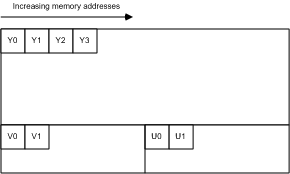 Increasing memory addresses
Y0 Y1 Y2 Y3
V0 V1 U0 U1